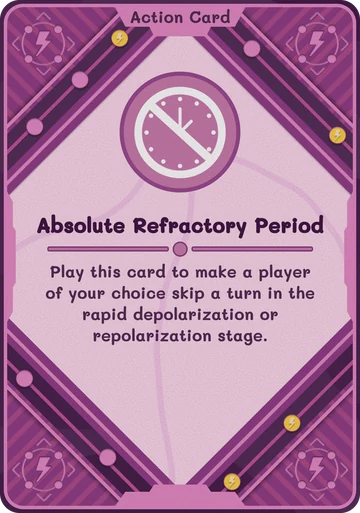 Action Card
Absolute Refractory Period
Play this card to make a player
of your choice skip a turn in the
rapid depolarization or
repolarization stage.